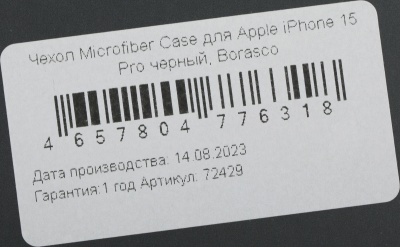 Чехол Microfiber Case для Apple iPhone 15
Pro черный, Borasco
4 657804 776318
Дата производства: 14.08.2023
Гарантия:1 год Артикул: 72429